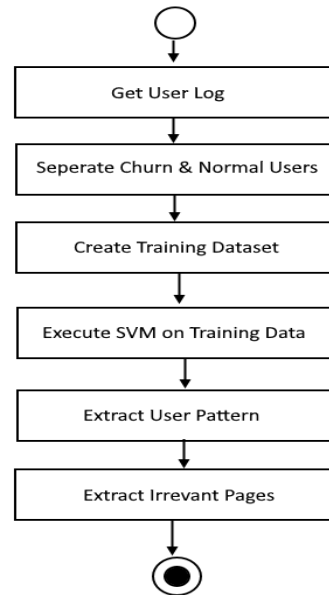 Get User Log
Seperate Churn & Normal Users
Create Training Dataset
Execute SVM on Training Data
Extract User Pattern
Extract Irrevant Pages